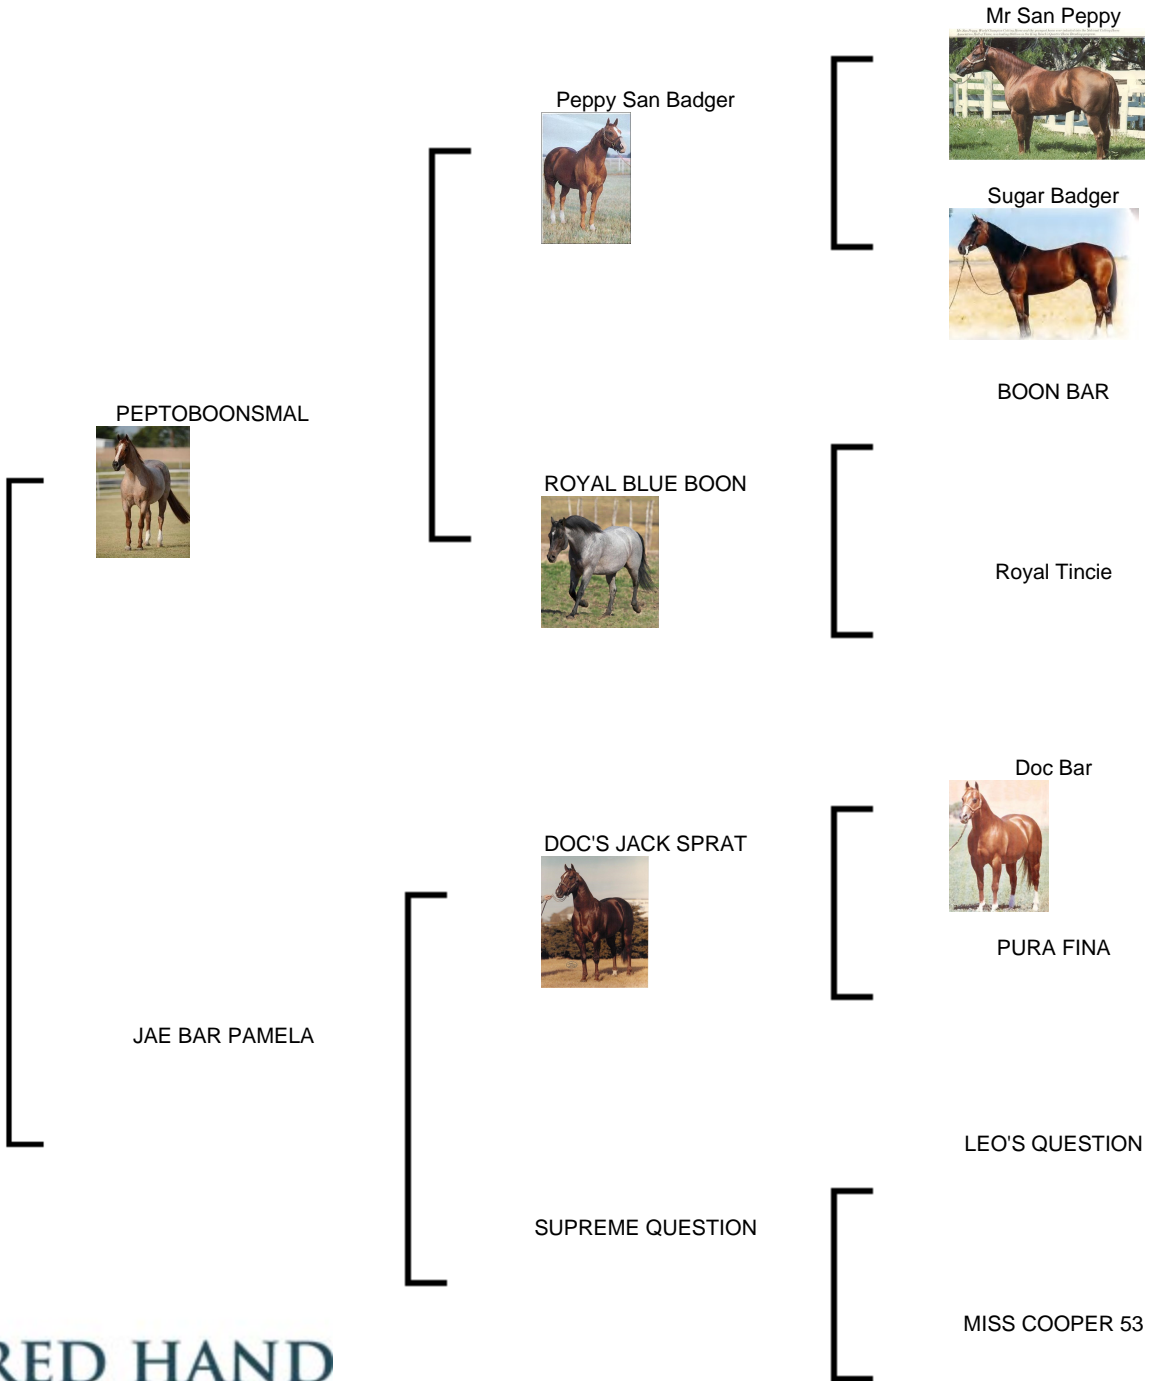 Mr San Peppy
Peppy San Badger
Sugar Badger
BOON BAR
PEPTOBOONSMAL
ROYAL BLUE BOON
Royal Tincie
Doc Bar
DOC'S JACK SPRAT
PURA FINA
JAE BAR PAMELA
LEO'S QUESTION
SUPREME QUESTION
MISS COOPER 53
RED HAND